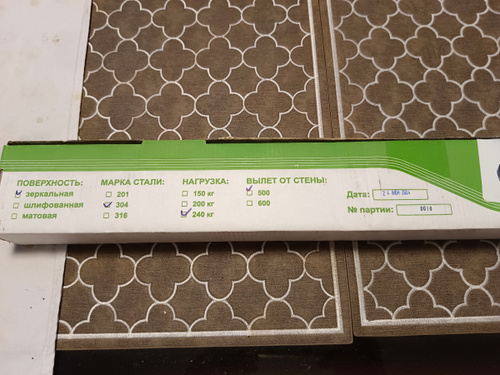 ПОВЕРХНОСТЬ: МАРКА СТАЛИ: НАГРУЗКА: ВЫЛЕТ ОТ СТЕНЫ:
зеркальная 201 150 кг 500
шлифованная 304 200 кг 600
матовая 316 240 кг
Дата:
№ партии: 0010